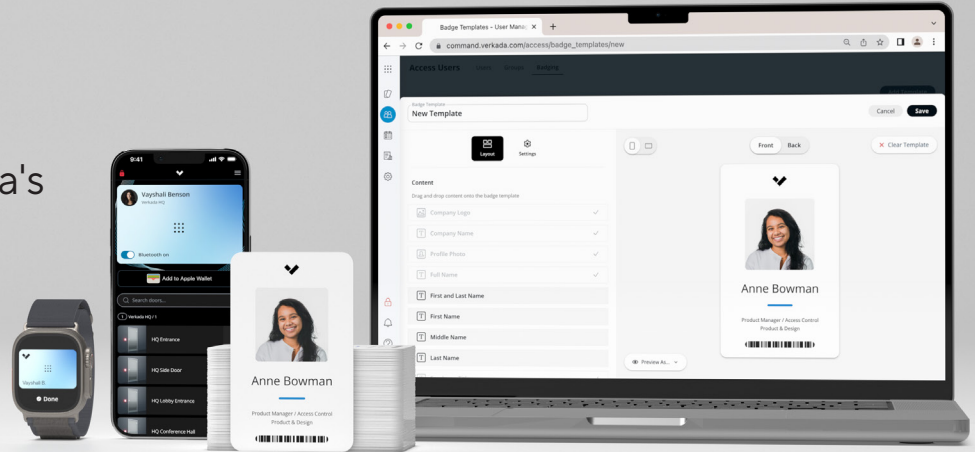 a's
9:41
Vayshali Benson
Verkada HQ
Bluetooth on
Add to Apple Wallet
Search doors...
Verkada HQ / 1
HQ Entrance
HQ Side Door
HQ Lobby Entrance
HQ Conference Hall
Vayshali B
Done
Anne Bowman
Product Manager / Access Control
Product & Design
Badge Templates – User Manag
command.verkada.com/access/badge_templates/new
Access Users
Users
Groups
Badging
Badge Template
New Template
Cancel
Save
Layout
Settings
Front
Back
Clear Template
Content
Drag and drop content onto the badge template
Company Logo
Company Name
Profile Photo
Full Name
First and Last Name
First Name
Middle Name
Last Name
Anne Bowman
Product Manager / Access Control
Product & Design
Preview As...